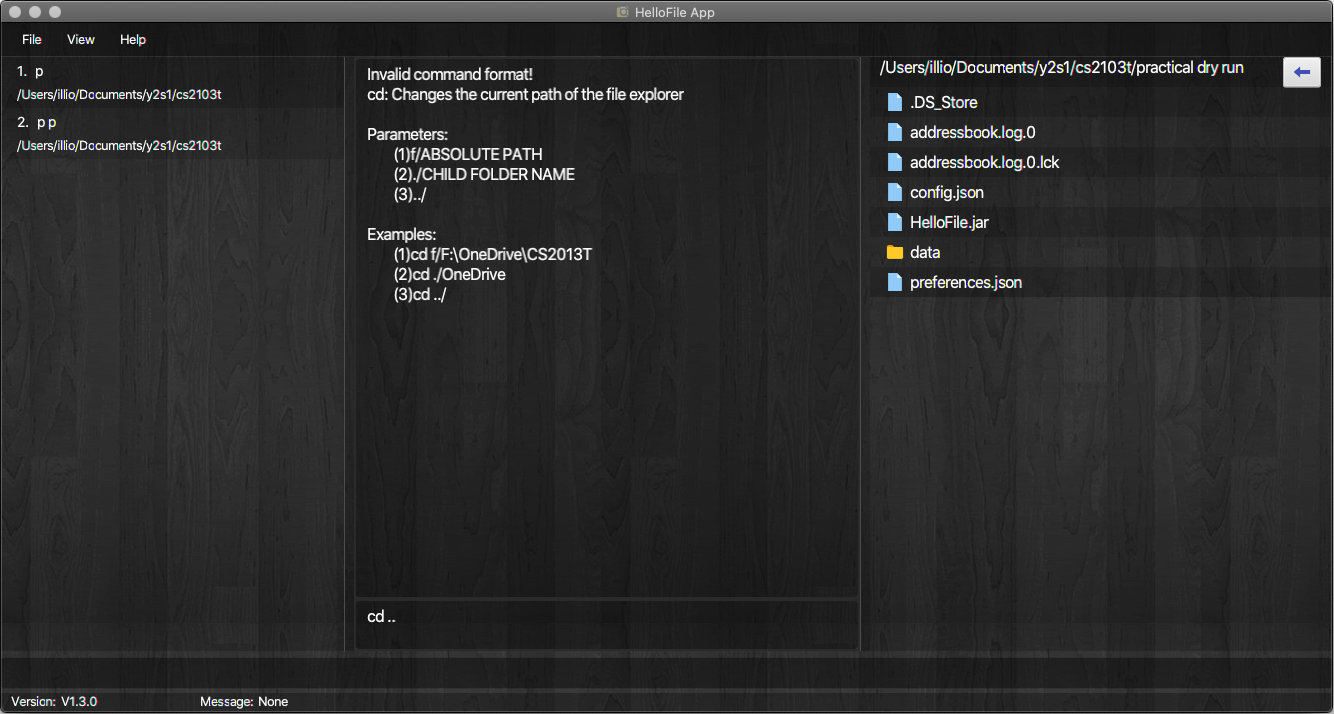 HelloFile App
File View Help
1. p
/Users/illio/Documents/y2s1/cs2103t
2. p p
/Users/illio/Documents/y2s1/cs2103t
Invalid command format!
cd: Changes the current path of the file explorer
Parameters:
(1)f/ABSOLUTE PATH
(2)./CHILD FOLDER NAME
(3)../
Examples:
(1)cd f/F:\OneDrive\CS2013T
(2)cd ./OneDrive
(3)cd ../
cd ..
/Users/illio/Documents/y2s1/cs2103t/practical dry run
.DS_Store
addressbook.log.0
addressbook.log.0.lck
config.json
HelloFile.jar
data
preferences.json
Version: V1.3.0
Message: None